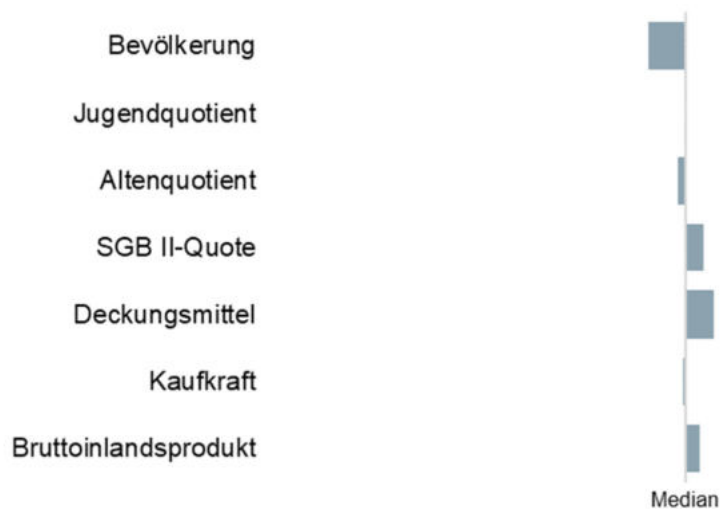 Bevölkerung
Jugendquotient
Altenquotient
SGB II-Quote
Deckungsmittel
Kaufkraft
Bruttoinlandsprodukt
Median